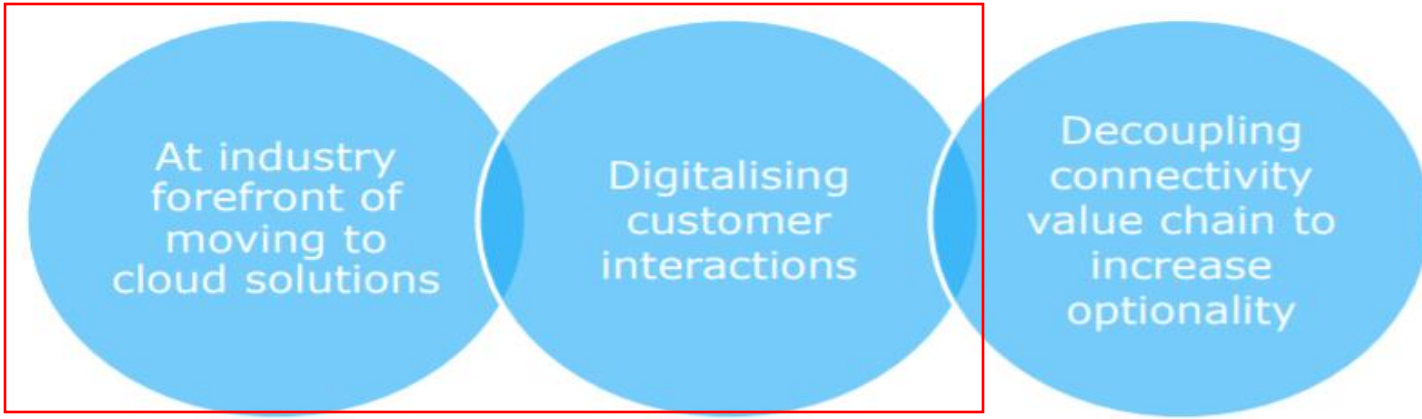 At industry
forefront of
moving to
cloud solutions
Digitalising
customer
interactions
Decoupling
connectivity
value chain to
increase
optionality